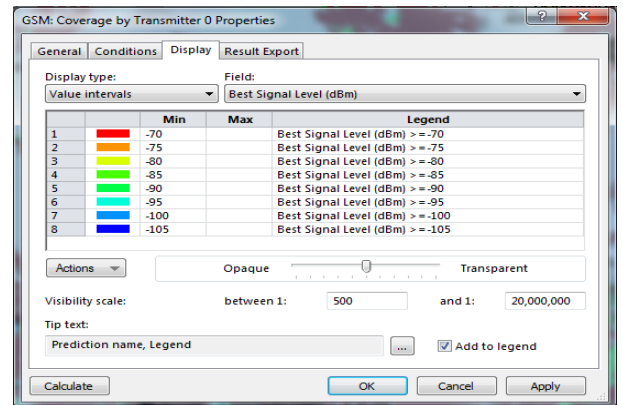 GSM: Coverage by Transmitter 0 Properties
General Conditions Display Result Export
Display type: Field:
Value intervals Best Signal Level (dBm)
Min Max Legend
1 -70 Best Signal Level (dBm) >=-70
2 -75 Best Signal Level (dBm) >=-75
3 -80 Best Signal Level (dBm) >=-80
4 -85 Best Signal Level (dBm) >=-85
5 -90 Best Signal Level (dBm) >=-90
6 -95 Best Signal Level (dBm) >=-95
7 -100 Best Signal Level (dBm) >=-100
8 -105 Best Signal Level (dBm) >=-105
Actions Opaque Transparent
Visibility scale: between 1: 500 and 1: 20,000,000
Tip text:
Prediction name, Legend ... Add to legend
Calculate OK Cancel Apply